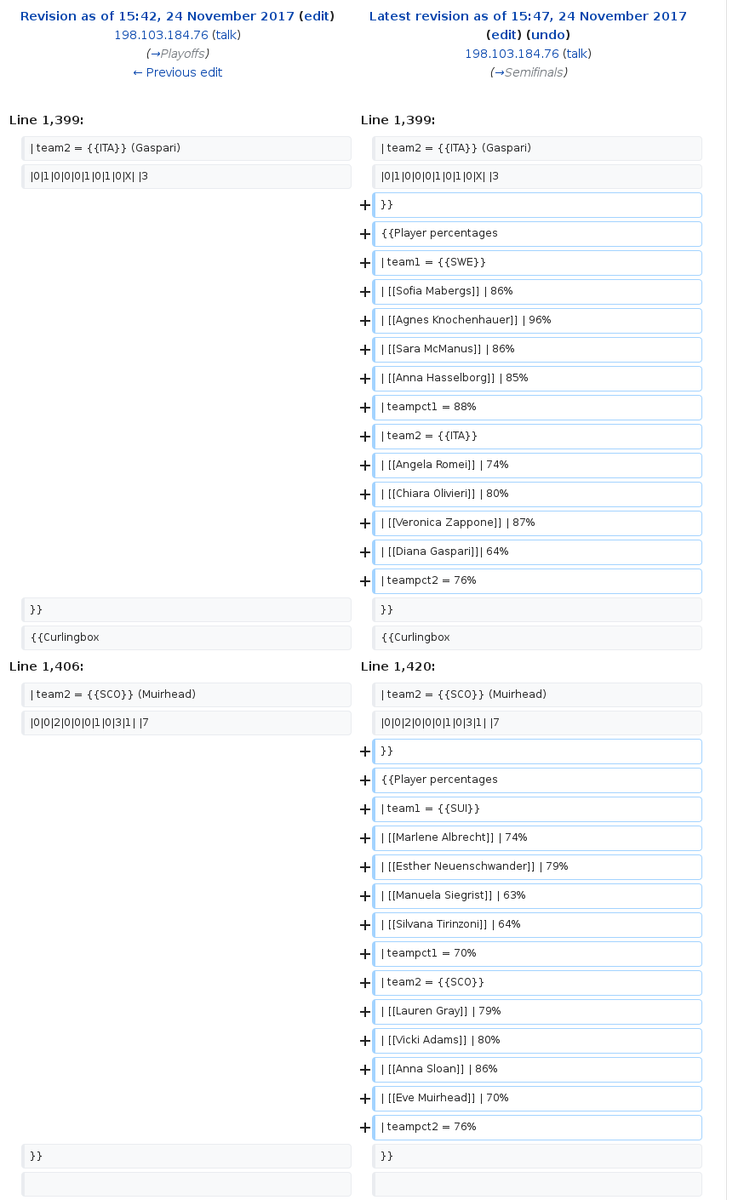 Revision as of 15:42, 24 November 2017 (edit)
198.103.184.76 (talk)
(→Playoffs)
← Previous edit
Latest revision as of 15:47, 24 November 2017
(edit) (undo)
198.103.184.76 (talk)
(→Semifinals)
Line 1,399:
Line 1,399:
| team2 = {{ITA}} (Gaspari)
| team2 = {{ITA}} (Gaspari)
|0|1|0|0|0|1|0|1|0|X| |3
|0|1|0|0|0|1|0|1|0|X| |3
+ }}
+ {{Player percentages
+ | team1 = {{SWE}}
+ | [[Sofia Mabergs]] | 86%
+ | [[Agnes Knochenhauer]] | 96%
+ | [[Sara McManus]] | 86%
+ | [[Anna Hasselborg]] | 85%
+ | teampct1 = 88%
+ | team2 = {{ITA}}
+ | [[Angela Romei]] | 74%
+ | [[Chiara Olivieri]] | 80%
+ | [[Veronica Zappone]] | 87%
+ | [[Diana Gaspari]]| 64%
+ | teampct2 = 76%
}}
}}
{{Curlingbox
{{Curlingbox
Line 1,406:
Line 1,420:
| team2 = {{SCO}} (Muirhead)
| team2 = {{SCO}} (Muirhead)
|0|0|2|0|0|0|1|0|3|1| |7
|0|0|2|0|0|0|1|0|3|1| |7
+ }}
+ {{Player percentages
+ | team1 = {{SUI}}
+ | [[Marlene Albrecht]] | 74%
+ | [[Esther Neuenschwander]] | 79%
+ | [[Manuela Siegrist]] | 63%
+ | [[Silvana Tirinzoni]] | 64%
+ | teampct1 = 70%
+ | team2 = {{SCO}}
+ | [[Lauren Gray]] | 79%
+ | [[Vicki Adams]] | 80%
+ | [[Anna Sloan]] | 86%
+ | [[Eve Muirhead]] | 70%
+ | teampct2 = 76%
}}
}}